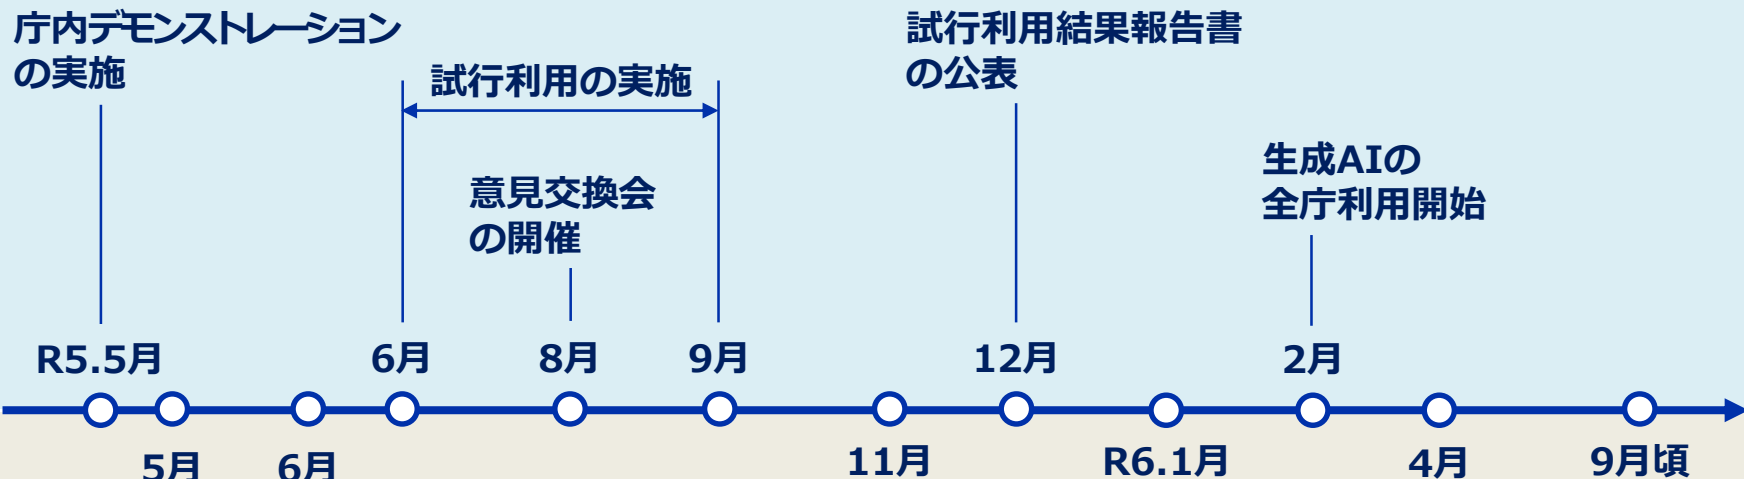 庁内デモンストレーション
の実施
試行利用の実施
意見交換会
の開催
試行利用結果報告書
の公表
生成AIの
全庁利用開始
R5.5月
6月
8月
9月
12月
2月
5月
6月
11月
R6.1月
4月
9月頃